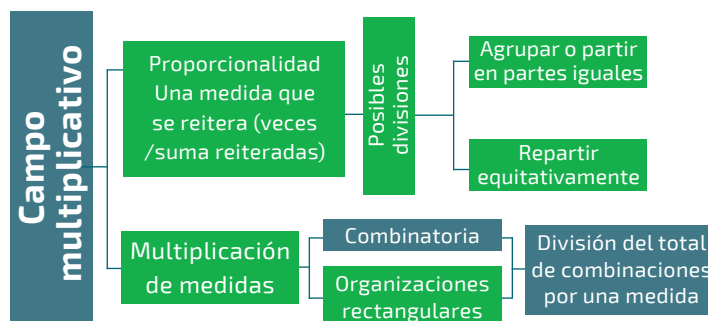 Campo
multiplicativo
Proporcionalidad
Una medida que
se reitera (veces
/suma reiteradas)
Posibles
divisiones
Agrupar o partir
en partes iguales
Repartir
equitativamente
Multiplicación
de medidas
Combinatoria
Organizaciones
rectangulares
División del total
de combinaciones
por una medida